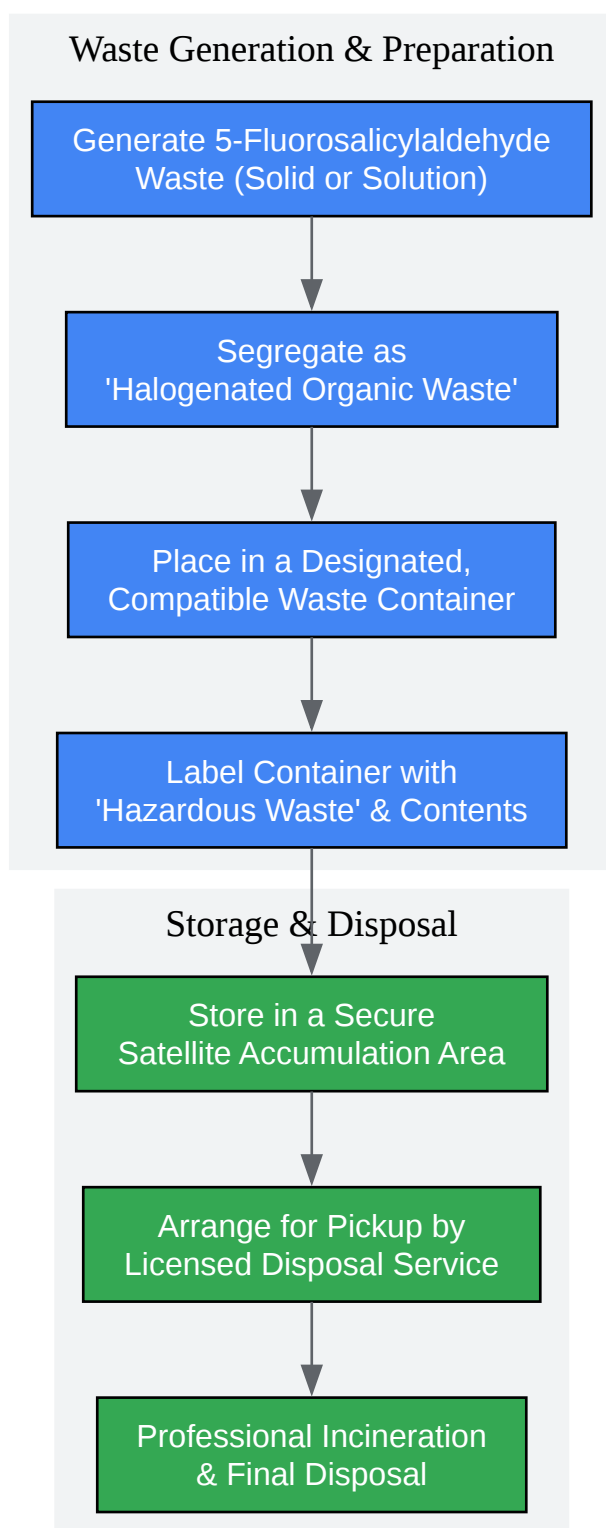 Waste Generation & Preparation
Generate 5-Fluorosalicylaldehyde
Waste (Solid or Solution)
Segregate as
'Halogenated Organic Waste'
Place in a Designated,
Compatible Waste Container
Label Container with
'Hazardous Waste' & Contents
Storage & Disposal
Store in a Secure
Satellite Accumulation Area
Arrange for Pickup by
Licensed Disposal Service
Professional Incineration
& Final Disposal